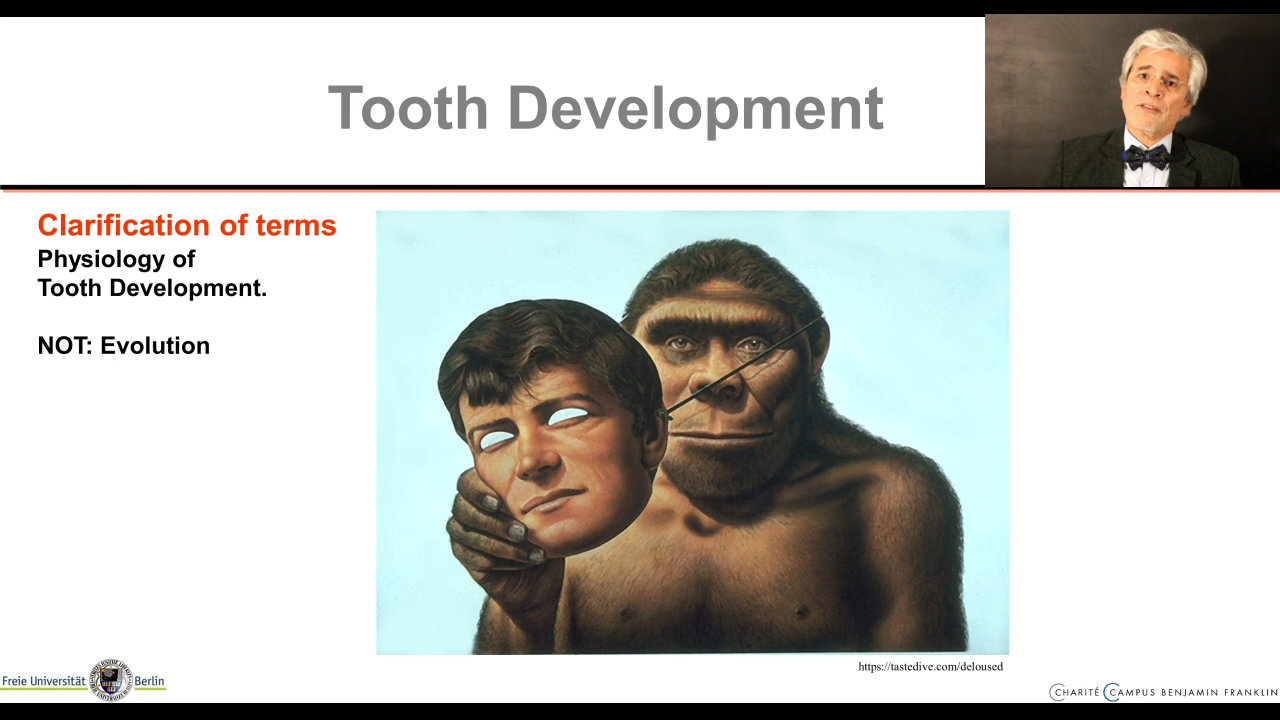 Tooth Development
Clarification of terms
Physiology of
Tooth Development.
NOT: Evolution
https://tastedive.com/deloused
Freie Universität Berlin
CHARITÉ CAMPUS BENJAMIN FRANKLIN